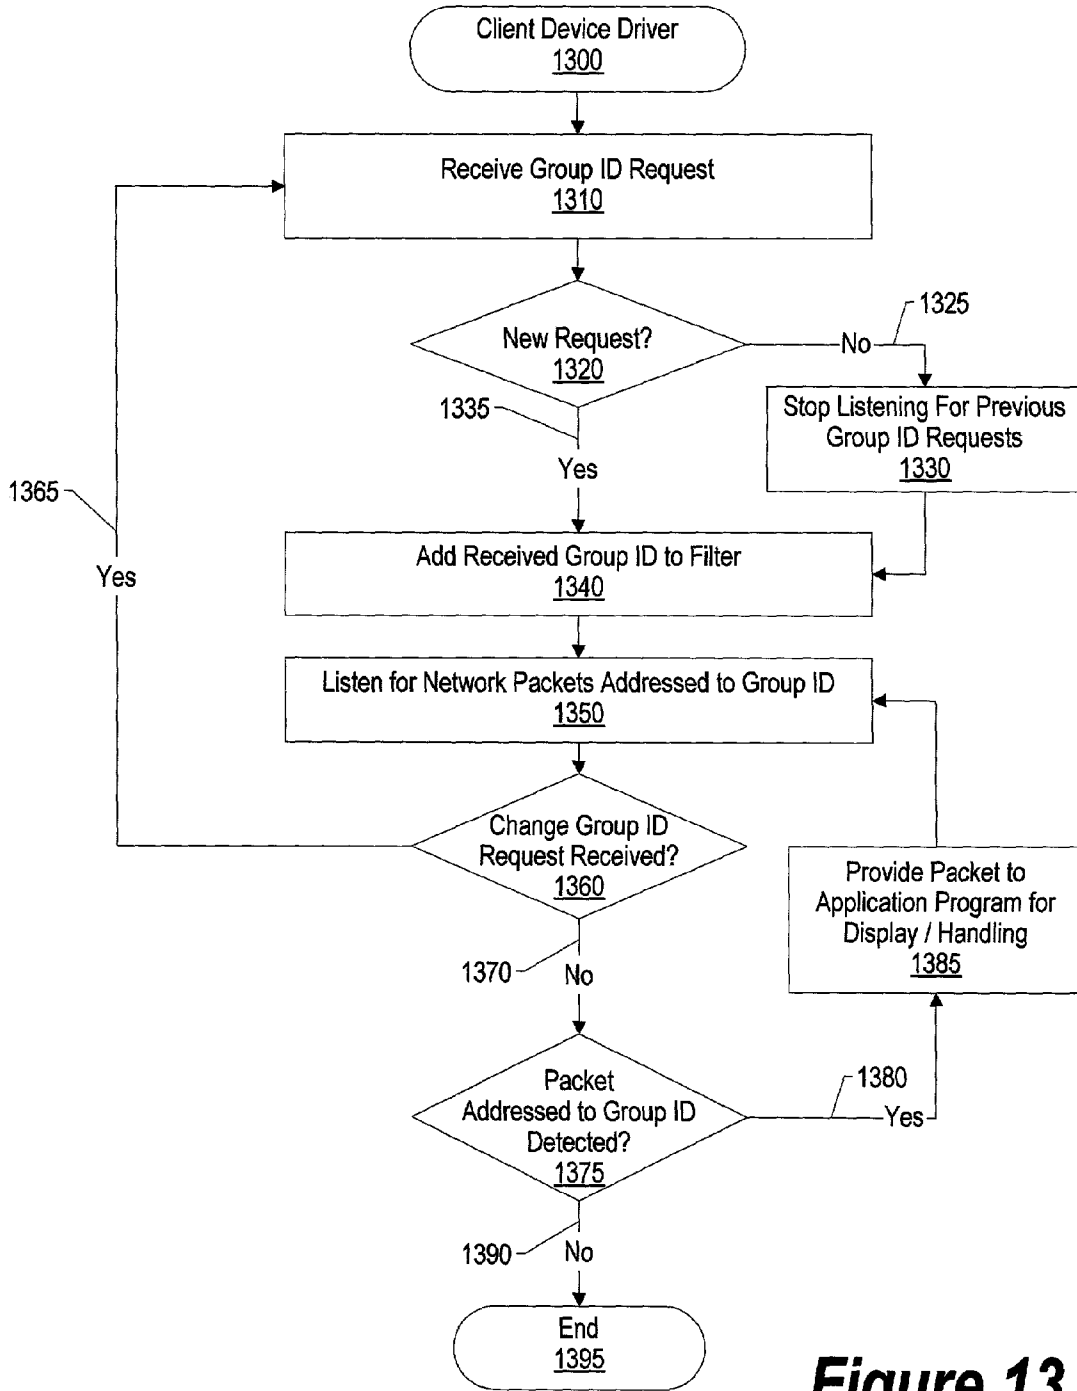 Client Device Driver
1300
Receive Group ID Request
1310
New Request?
1320
1325
No
1335
Yes
Stop Listening For Previous
Group ID Requests
1330
1365
Yes
Add Received Group ID to Filter
1340
Listen for Network Packets Addressed to Group ID
1350
Change Group ID
Request Received?
1360
Provide Packet to
Application Program for
Display / Handling
1385
1370
No
Packet
Addressed to Group ID
Detected?
1375
1380
Yes
1390
No
End
1395
Figure 13